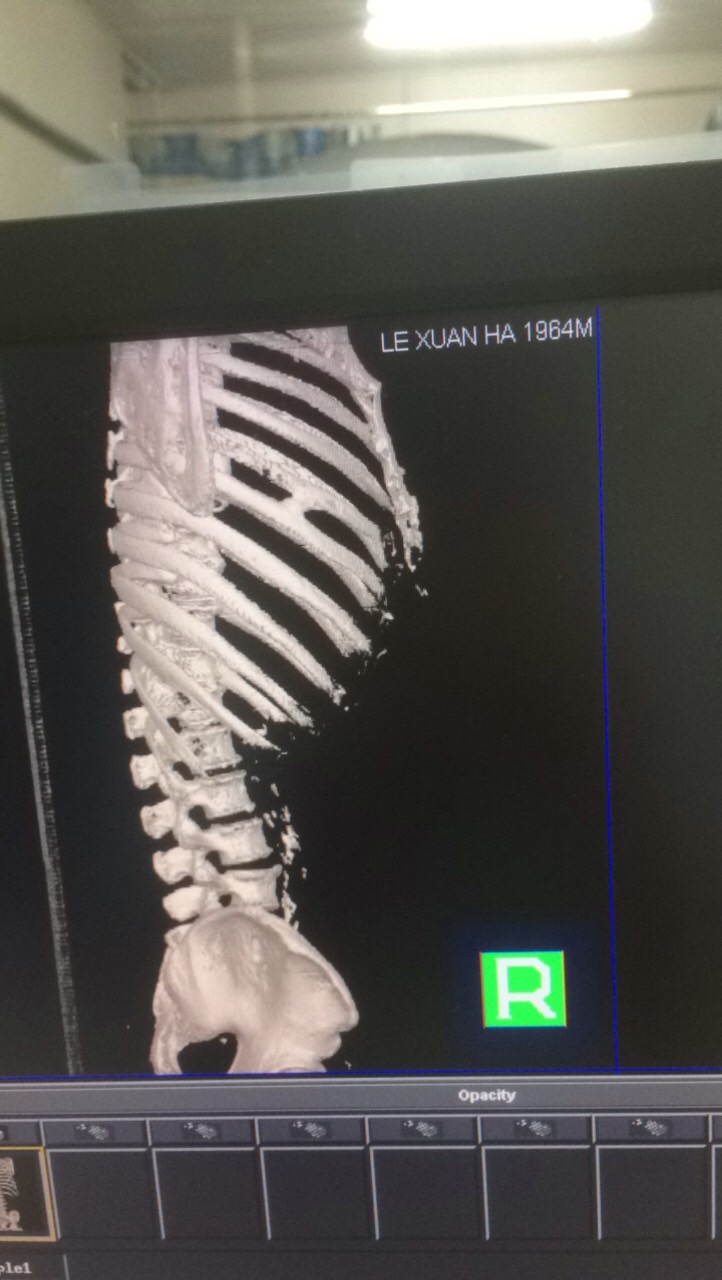 LE XUAN HA 1964M
R
Opacity
ple1